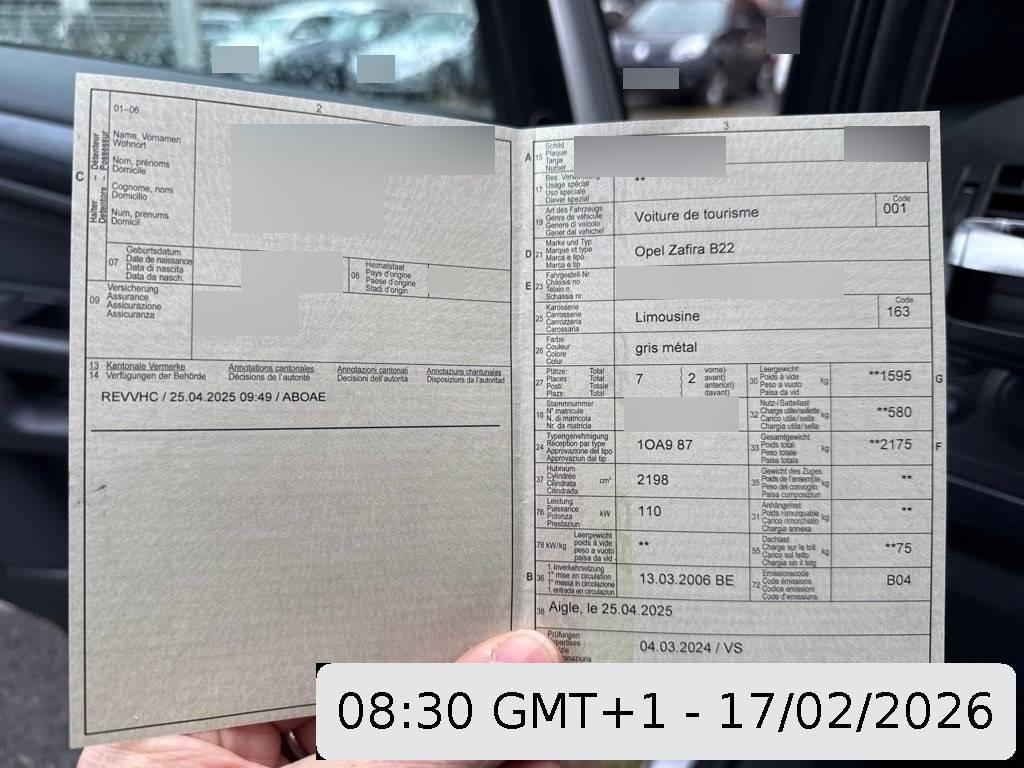 2
01–06
C
Halter – Détenteur
Detentore – Possessur
Name, Vornamen
Wohnort
Nom, prénoms
Domicile
Cognome, nomi
Domicilio
Num, prenums
Domicil
07
Geburtsdatum
Date de naissance
Data di nascita
Data da nasch.
08
Heimatstaat
Pays d'origine
Paese d'origine
Stadi d'origin
09
Versicherung
Assurance
Assicurazione
Assicuranza
13 Kantonale Vermerke Annotations cantonales Annotazioni cantonali Annotaziuns chantunalas
14 Verfügungen der Behörde Décisions de l'autorité Decisioni dell'autorità Disposiziuns da l'autoritad
REVVHC / 25.04.2025 09:49 / ABOAE
3
A 15
Schild
Plaque
Targa
Numer
17
Bes. Verwendung
Usage spécial
Uso speciale
Diever spezial
**
19
Art des Fahrzeugs
Genre de véhicule
Genere di veicolo
Gener dal vehichel
Voiture de tourisme
Code
001
D 21
Marke und Typ
Marque et type
Marca e tipo
Marca e tip
Opel Zafira B22
E 23
Fahrgestell-Nr.
Châssis no
Telaio n.
Schassis nr.
25
Karosserie
Carrosserie
Carrozzeria
Carossaria
Limousine
Code
163
26
Farbe
Couleur
Colore
Colur
gris métal
27
Plätze: Total
Places: Total
Posti: Totale
Plazs: Total
7 { 2
vorne)
avant)
anteriori)
davant)
30
Leergewicht
Poids à vide
Peso a vuoto
Paisa da vid
kg
**1595
G
18
Stammnummer
N° matricule
N. di matricola
Nr. da matricla
32
Nutz-/Sattellast
Charge utile/sellette
Carico utile/sella
Chargia utila/sella
kg
**580
24
Typengenehmigung
Réception par type
Approvazione del tipo
Approvaziun dal tip
1OA9 87
33
Gesamtgewicht
Poids total
Peso totale
Paisa totala
kg
**2175
F
37
Hubraum
Cylindrée
Cilindrata
Cilindrada
cm³
2198
35
Gewicht des Zuges
Poids de l'ensemble
Peso del convoglio
Paisa cumposiziun
kg
**
76
Leistung
Puissance
Potenza
Prestaziun
kW
110
31
Anhängelast
Poids remorquable
Carico rimorchiato
Chargia annexa
kg
**
78 kW/kg
Leergewicht
poids à vide
peso a vuoto
paisa da vid
**
55
Dachlast
Charge sur le toit
Carico sul tetto
Chargia sin il tetg
kg
**75
B 36
1. Inverkehrsetzung
1re mise en circulation
1a messa in circolazione
1. entrada en circulaziun
13.03.2006 BE
72
Emissionscode
Code émissions
Codice emissioni
Code d'emissiuns
B04
38 Aigle, le 25.04.2025
Prüfungen
04.03.2024 / VS
08:30 GMT+1 - 17/02/2026